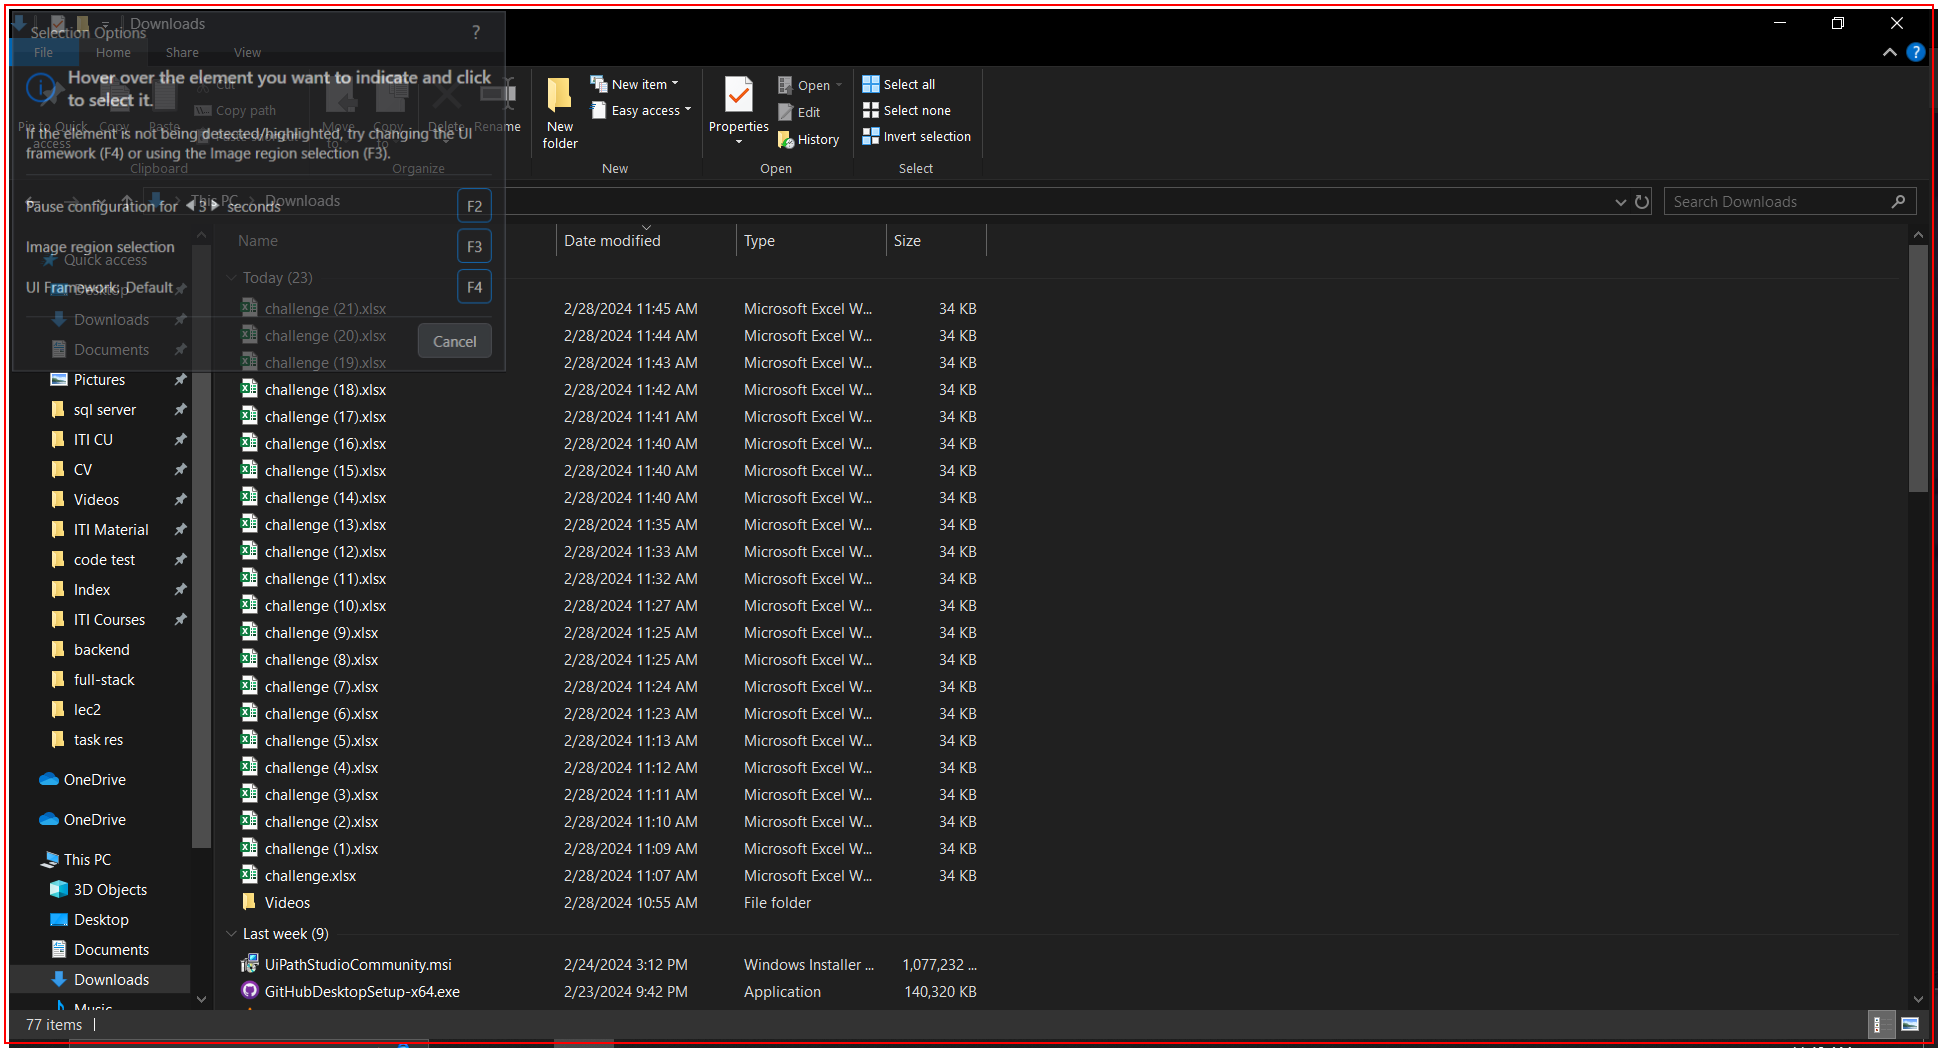 Downloads
Selection Options ?
File Home Share View
Hover over the element you want to indicate and click
to select it.
If the element is not being detected/highlighted, try changing the UI
framework (F4) or using the Image region selection (F3).
Pause configuration for 3 seconds F2
Image region selection F3
UI Framework: Default F4
Cancel
Pin to Quick access
Copy
Paste
Cut
Copy path
Move to
Copy to
Delete
Rename
New folder
New item
Easy access
Properties
Open
Edit
History
Select all
Select none
Invert selection
Clipboard Organize New Open Select
This PC Downloads
Search Downloads
Name Date modified Type Size
Quick access
Desktop
Downloads
Documents
Pictures
sql server
ITI CU
CV
Videos
ITI Material
code test
Index
ITI Courses
backend
full-stack
lec2
task res
OneDrive
OneDrive
This PC
3D Objects
Desktop
Documents
Downloads
Music
Today (23)
challenge (21).xlsx 2/28/2024 11:45 AM Microsoft Excel W... 34 KB
challenge (20).xlsx 2/28/2024 11:44 AM Microsoft Excel W... 34 KB
challenge (19).xlsx 2/28/2024 11:43 AM Microsoft Excel W... 34 KB
challenge (18).xlsx 2/28/2024 11:42 AM Microsoft Excel W... 34 KB
challenge (17).xlsx 2/28/2024 11:41 AM Microsoft Excel W... 34 KB
challenge (16).xlsx 2/28/2024 11:40 AM Microsoft Excel W... 34 KB
challenge (15).xlsx 2/28/2024 11:40 AM Microsoft Excel W... 34 KB
challenge (14).xlsx 2/28/2024 11:40 AM Microsoft Excel W... 34 KB
challenge (13).xlsx 2/28/2024 11:35 AM Microsoft Excel W... 34 KB
challenge (12).xlsx 2/28/2024 11:33 AM Microsoft Excel W... 34 KB
challenge (11).xlsx 2/28/2024 11:32 AM Microsoft Excel W... 34 KB
challenge (10).xlsx 2/28/2024 11:27 AM Microsoft Excel W... 34 KB
challenge (9).xlsx 2/28/2024 11:25 AM Microsoft Excel W... 34 KB
challenge (8).xlsx 2/28/2024 11:25 AM Microsoft Excel W... 34 KB
challenge (7).xlsx 2/28/2024 11:24 AM Microsoft Excel W... 34 KB
challenge (6).xlsx 2/28/2024 11:23 AM Microsoft Excel W... 34 KB
challenge (5).xlsx 2/28/2024 11:13 AM Microsoft Excel W... 34 KB
challenge (4).xlsx 2/28/2024 11:12 AM Microsoft Excel W... 34 KB
challenge (3).xlsx 2/28/2024 11:11 AM Microsoft Excel W... 34 KB
challenge (2).xlsx 2/28/2024 11:10 AM Microsoft Excel W... 34 KB
challenge (1).xlsx 2/28/2024 11:09 AM Microsoft Excel W... 34 KB
challenge.xlsx 2/28/2024 11:07 AM Microsoft Excel W... 34 KB
Videos 2/28/2024 10:55 AM File folder
Last week (9)
UiPathStudioCommunity.msi 2/24/2024 3:12 PM Windows Installer ... 1,077,232 ...
GitHubDesktopSetup-x64.exe 2/23/2024 9:42 PM Application 140,320 KB
77 items